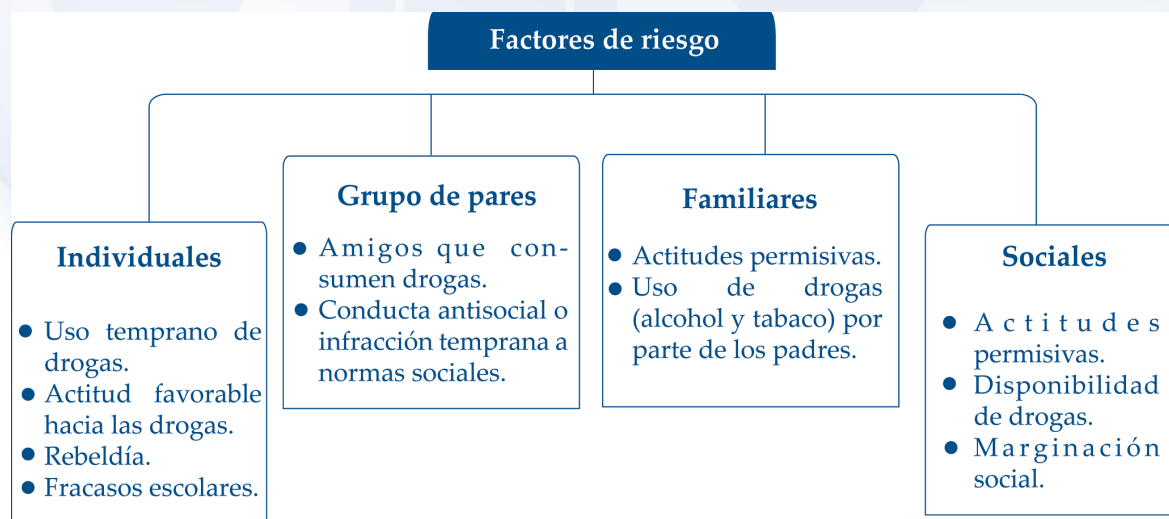 Factores de riesgo
Individuales
● Uso temprano de
drogas.
● Actitud favorable
hacia las drogas.
● Rebeldía.
● Fracasos escolares.
Grupo de pares
● Amigos que con-
sumen drogas.
● Conducta antisocial o
infracción temprana a
normas sociales.
Familiares
● Actitudes permisivas.
● Uso de drogas
(alcohol y tabaco) por
parte de los padres.
Sociales
● Actitudes
permisivas.
● Disponibilidad
de drogas.
● Marginación
social.